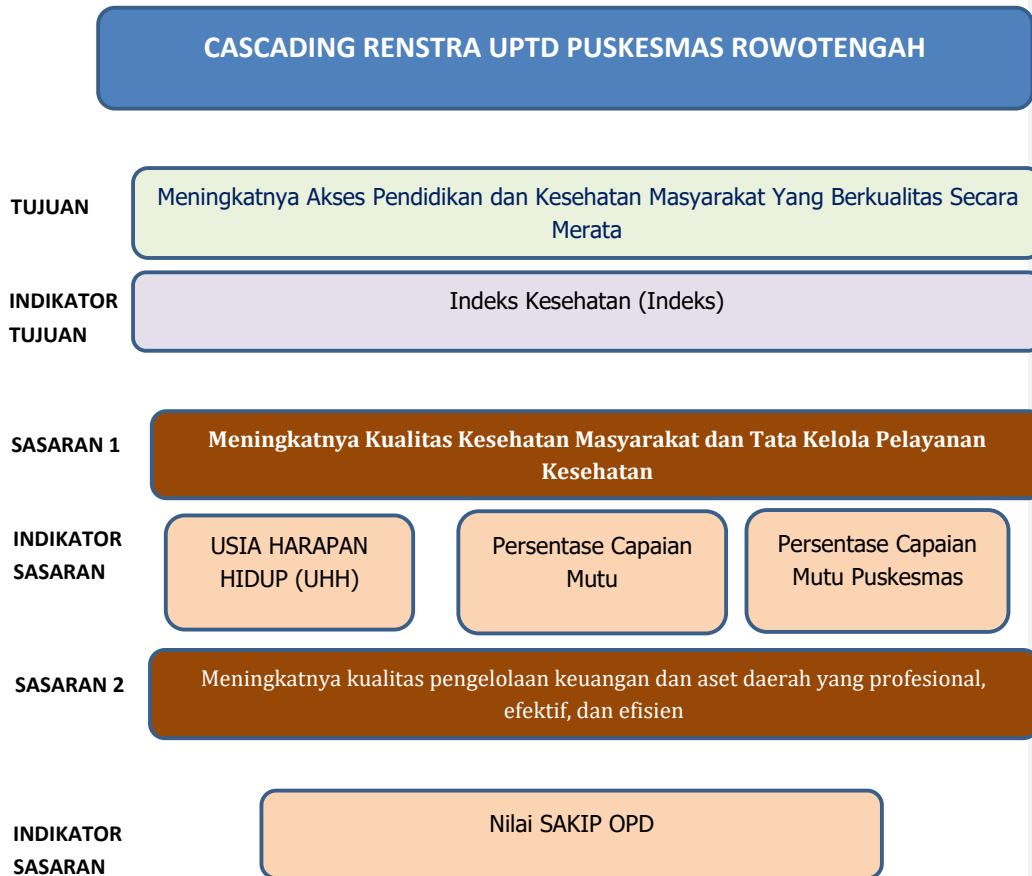 CASCADING RENSTRA UPTD PUSKESMAS ROWOTENGAH
TUJUAN
Meningkatnya Akses Pendidikan dan Kesehatan Masyarakat Yang Berkualitas Secara
Merata
INDIKATOR
TUJUAN
Indeks Kesehatan (Indeks)
SASARAN 1
Meningkatnya Kualitas Kesehatan Masyarakat dan Tata Kelola Pelayanan
Kesehatan
INDIKATOR
SASARAN
USIA HARAPAN
HIDUP (UHH)
Persentase Capaian
Mutu
Persentase Capaian
Mutu Puskesmas
SASARAN 2
Meningkatnya kualitas pengelolaan keuangan dan aset daerah yang profesional,
efektif, dan efisien
INDIKATOR
SASARAN
Nilai SAKIP OPD